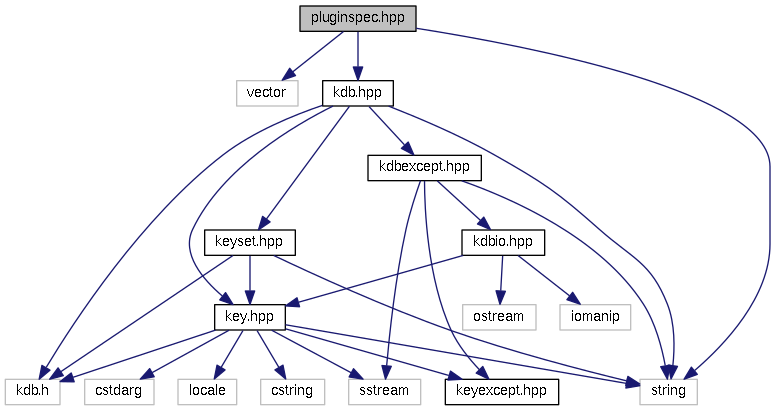 pluginspec.hpp
vector
kdb.hpp
kdbexcept.hpp
keyset.hpp
kdbio.hpp
key.hpp
ostream
iomanip
kdb.h
cstdarg
locale
cstring
sstream
keyexcept.hpp
string